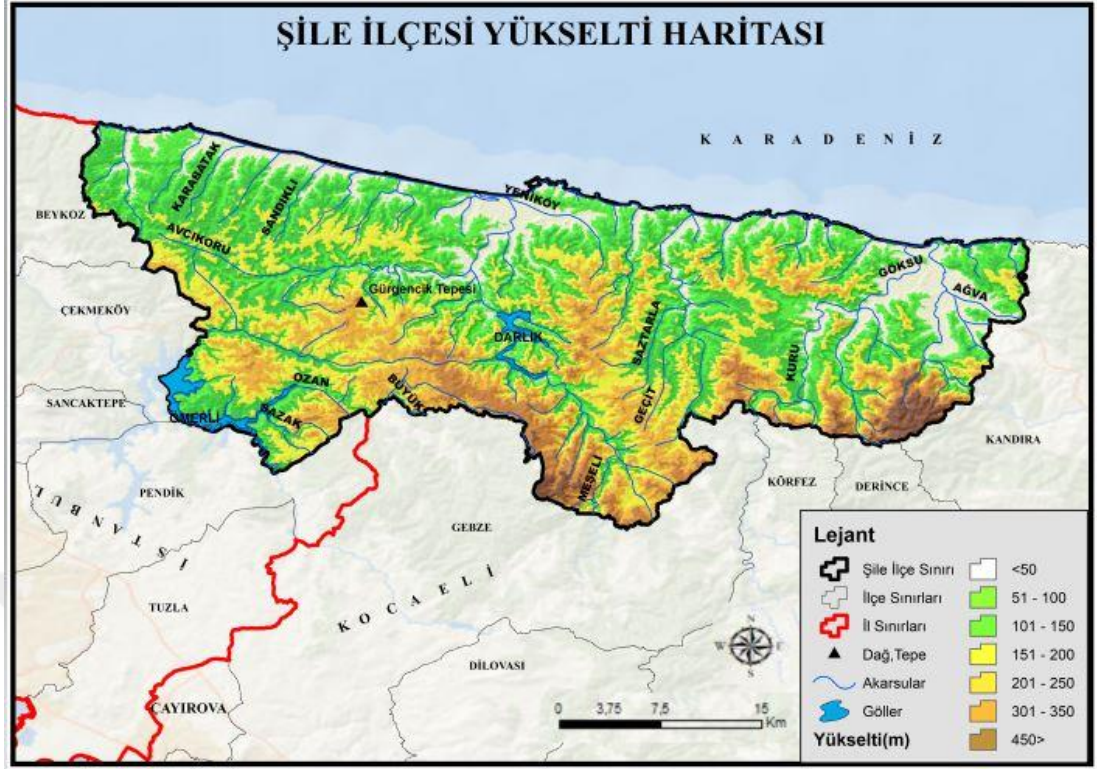 ŞİLE İLÇESİ YÜKSELTİ HARİTASI
KARADENİZ
BEYKOZ
KARABATAK
SANDIKLI
AVCIKORU
YENİKÖY
GÖKSU
AĞVA
Gürgencik Tepesi
ÇEKMEKÖY
DARLIK
SAZTARLA
KURU
OZAN
BÜYÜK
GEÇİT
SANCAKTEPE
ÖMERLİ
SAZAK
KANDIRA
MEŞELİ
PENDİK
KÖRFEZ
DERİNCE
İSTANBUL
GEBZE
KOCAELİ
TUZLA
DİLOVASI
ÇAYIROVA
N
W E
S
0 3,75 7,5 15
Km
Lejant
Şile İlçe Sınırı <50
İlçe Sınırları 51 - 100
İl Sınırları 101 - 150
Dağ,Tepe 151 - 200
Akarsular 201 - 250
Göller 301 - 350
Yükselti(m) 450>